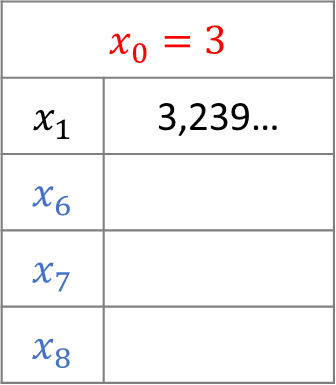 x₀ = 3
x₁ 3,239...
x₆
x₇
x₈